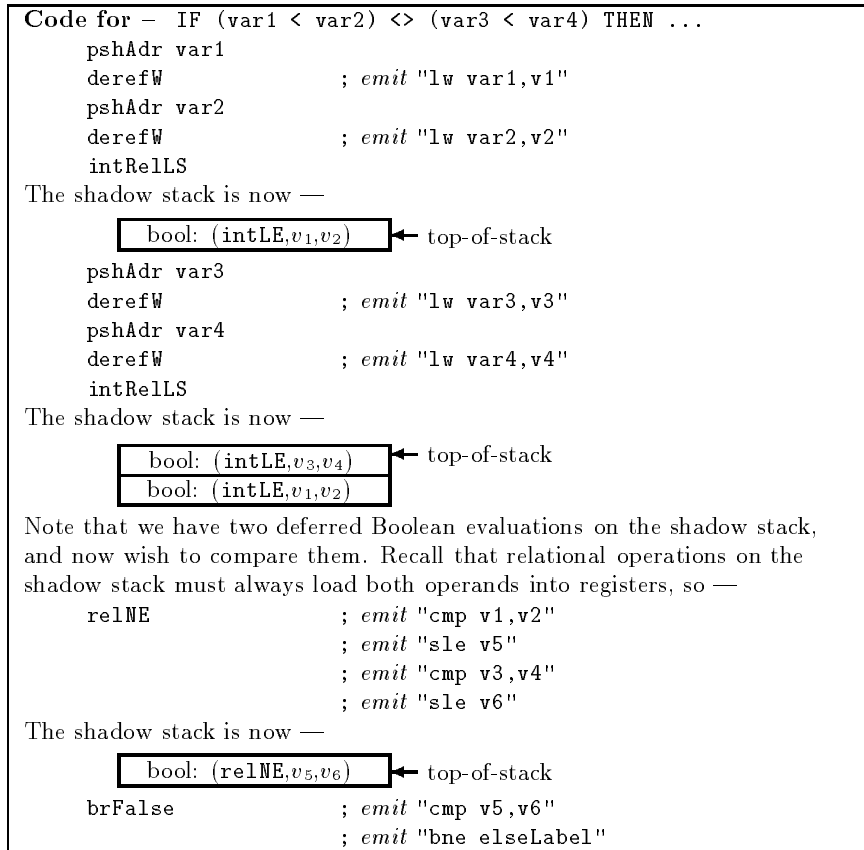 Code for – IF (var1 < var2) <> (var3 < var4) THEN ...
pshAdr var1
derefW ; emit "lw var1,v1"
pshAdr var2
derefW ; emit "lw var2,v2"
intRelLS
The shadow stack is now —
bool: (intLE,v1,v2) top-of-stack
pshAdr var3
derefW ; emit "lw var3,v3"
pshAdr var4
derefW ; emit "lw var4,v4"
intRelLS
The shadow stack is now —
bool: (intLE,v3,v4) top-of-stack
bool: (intLE,v1,v2)
Note that we have two deferred Boolean evaluations on the shadow stack,
and now wish to compare them. Recall that relational operations on the
shadow stack must always load both operands into registers, so —
relNE ; emit "cmp v1,v2"
; emit "sle v5"
; emit "cmp v3,v4"
; emit "sle v6"
The shadow stack is now —
bool: (relNE,v5,v6) top-of-stack
brFalse ; emit "cmp v5,v6"
; emit "bne elseLabel"